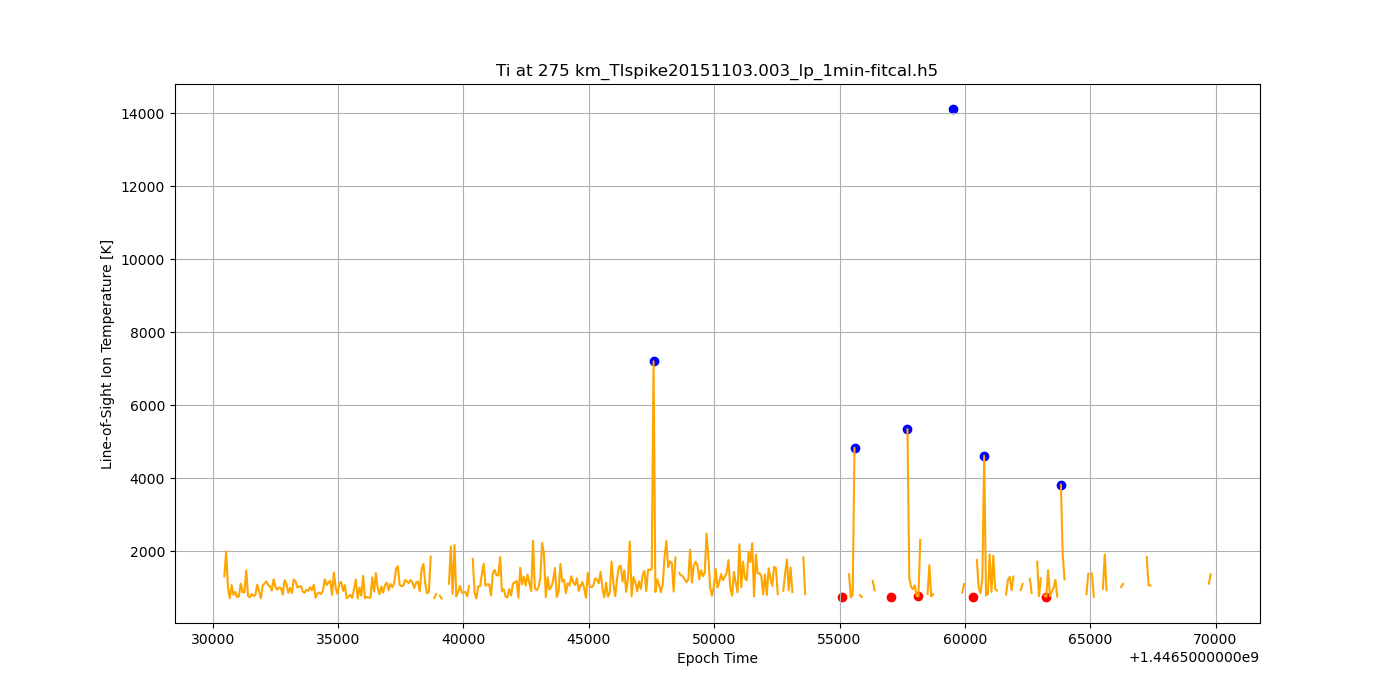 Ti at 275 km_TIspike20151103.003_lp_1min-fitcal.h5
14000
12000
10000
8000
6000
4000
2000
Line-of-Sight Ion Temperature [K]
30000 35000 40000 45000 50000 55000 60000 65000 70000
Epoch Time
+1.4465000000e9